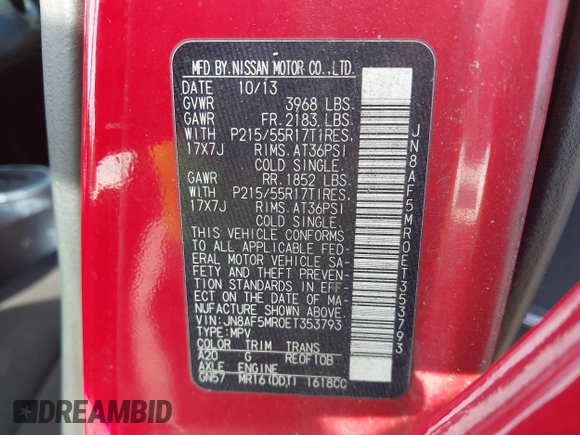 MFD BY NISSAN MOTOR CO.,LTD.
DATE 10/13
GVWR 3968 LBS.
GAWR FR. 2183. LBS.
WITH P215/55R17TIRES.
17X7J RIMS. AT36PSI
COLD SINGLE.
GAWR RR. 1852 LBS.
WITH P215/55R17TIRES.
17X7J RIMS. AT36PSI
COLD SINGLE.
THIS VEHICLE CONFORMS
TO ALL APPLICABLE FED-
ERAL MOTOR VEHICLE SA-
FETY AND THEFT PREVEN-
TION STANDARDS IN EFF-
ECT ON THE DATE OF MA-
NUFACTURE SHOWN ABOVE.
VIN:JN8AF5MR0ET353793
TYPE:MPV
COLOR TRIM TRANS
A20 G RE0F10B
AXLE ENGINE
GN57 MR16(DDT) 1618CC
JN8AF5MR0ET353793
DREAMBID